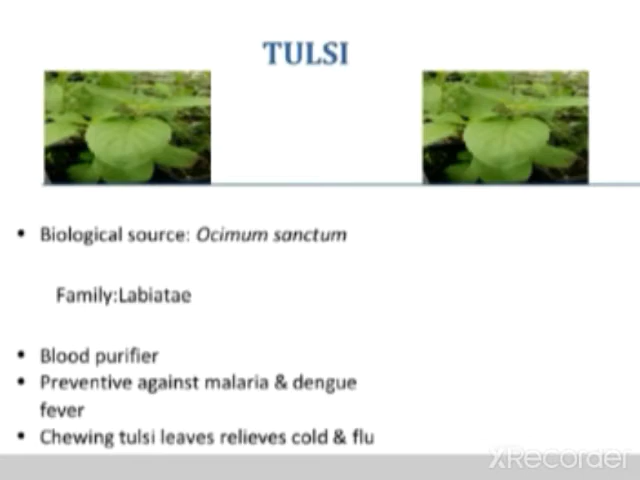 TULSI
• Biological source: Ocimum sanctum
Family:Labiatae
• Blood purifier
• Preventive against malaria & dengue
fever
• Chewing tulsi leaves relieves cold & flu
XRecorder